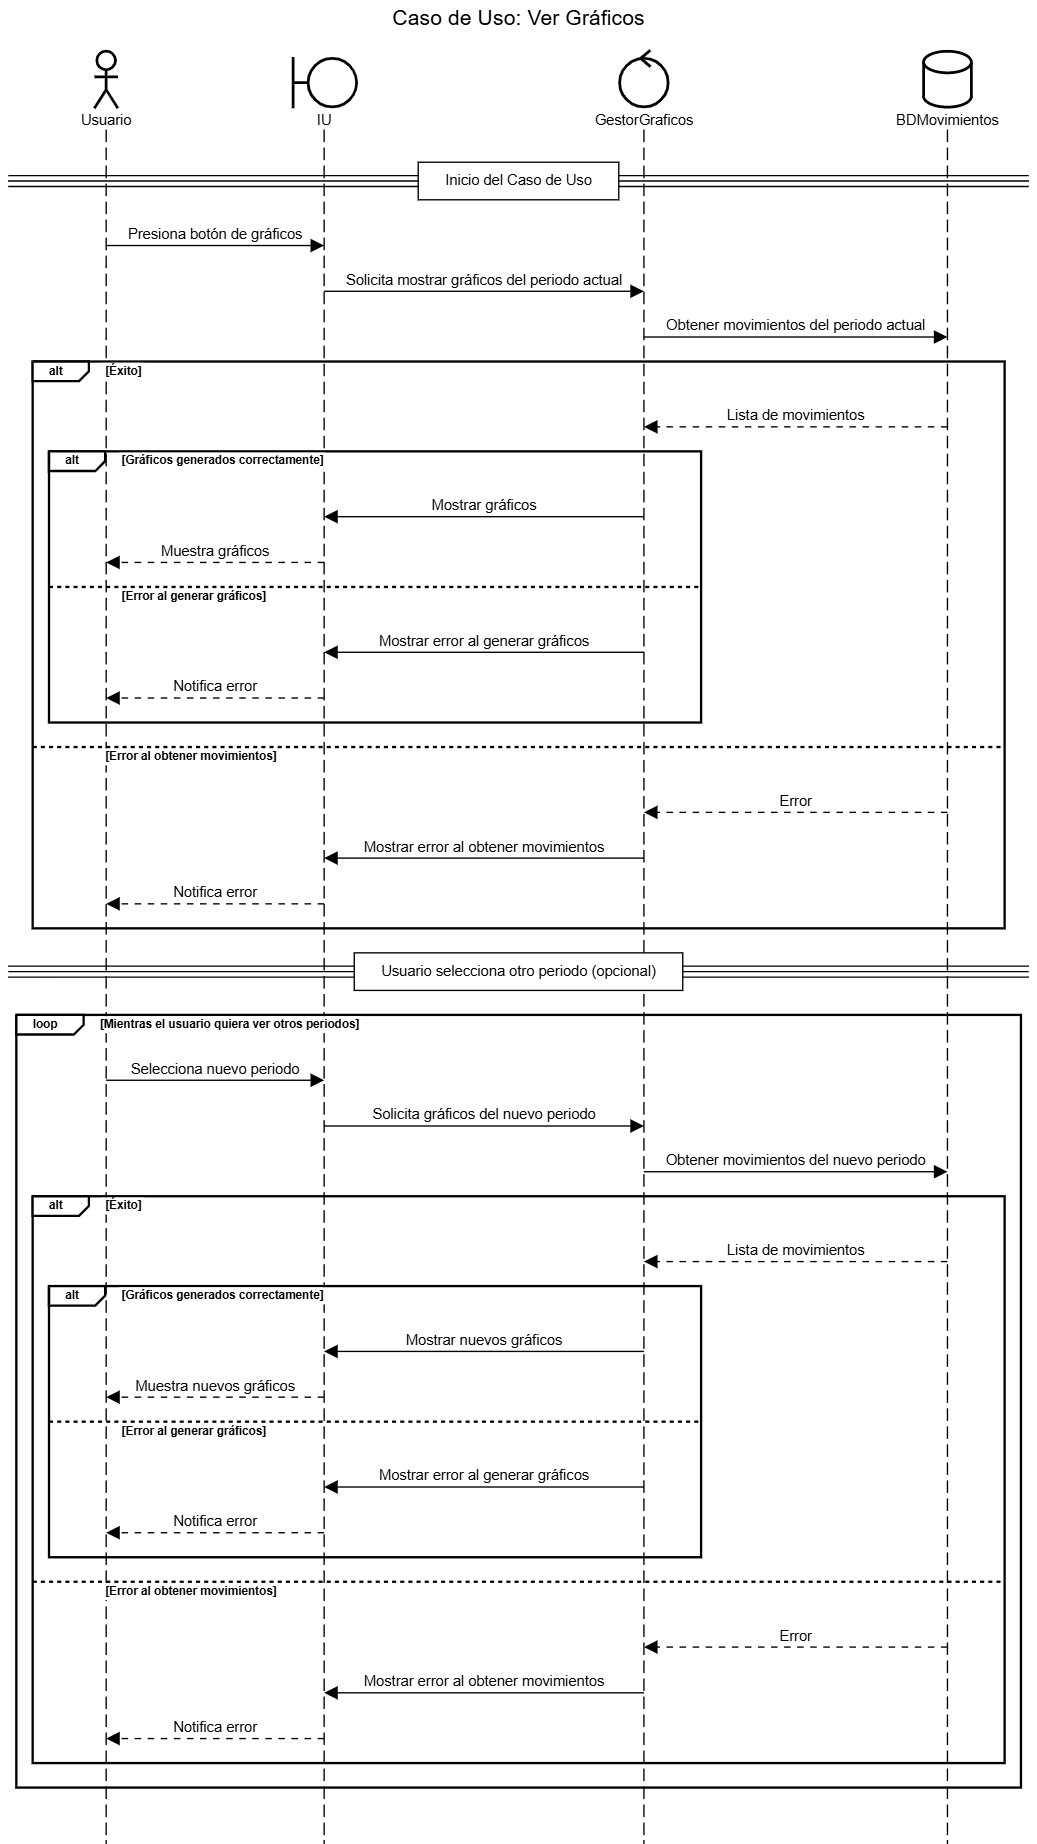 Caso de Uso: Ver Gráficos
Usuario
IU
GestorGraficos
BDMovimientos
Inicio del Caso de Uso
Presiona botón de gráficos
Solicita mostrar gráficos del periodo actual
Obtener movimientos del periodo actual
alt [Éxito]
Lista de movimientos
alt [Gráficos generados correctamente]
Mostrar gráficos
Muestra gráficos
[Error al generar gráficos]
Mostrar error al generar gráficos
Notifica error
[Error al obtener movimientos]
Error
Mostrar error al obtener movimientos
Notifica error
Usuario selecciona otro periodo (opcional)
loop [Mientras el usuario quiera ver otros periodos]
Selecciona nuevo periodo
Solicita gráficos del nuevo periodo
Obtener movimientos del nuevo periodo
alt [Éxito]
Lista de movimientos
alt [Gráficos generados correctamente]
Mostrar nuevos gráficos
Muestra nuevos gráficos
[Error al generar gráficos]
Mostrar error al generar gráficos
Notifica error
[Error al obtener movimientos]
Error
Mostrar error al obtener movimientos
Notifica error